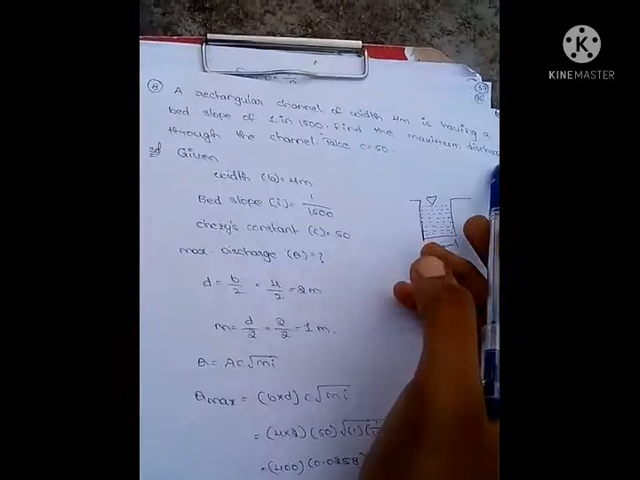 KINEMASTER
A rectangular channel of width 4m is having a
bed slope of 1 in 1500. Find the maximum discharge
through the channel. Take C=50.
Sol Given
width (b)=4m
Bed slope (i)= 1/1500
chezy's constant (C)=50
max. Discharge (Q)=?
d= b/2 = 4/2 =2m
m= d/2 = 2/2 =1m.
Q= AC√mi
Qmax = (b×d) C√mi
= (4×2) (50) √(1)(
= (400) (0.0258)